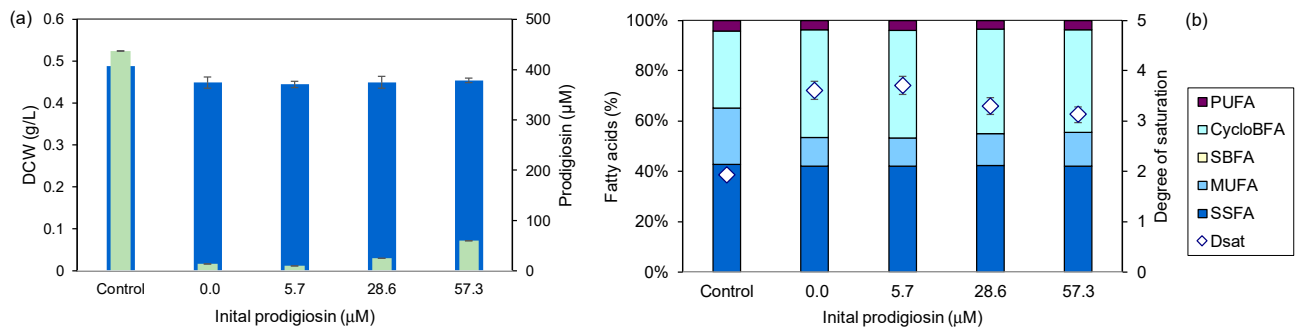 (a)
DCW (g/L)
0.6
0.5
0.4
0.3
0.2
0.1
0
500
400
300
200
100
0
Prodigiosin (µM)
Control 0.0 5.7 28.6 57.3
Inital prodigiosin (µM)
(b)
Fatty acids (%)
100%
80%
60%
40%
20%
0%
5
4
3
2
1
0
Degree of saturation
Control 0.0 5.7 28.6 57.3
Inital prodigiosin (µM)
PUFA
CycloBFA
SBFA
MUFA
SSFA
Dsat